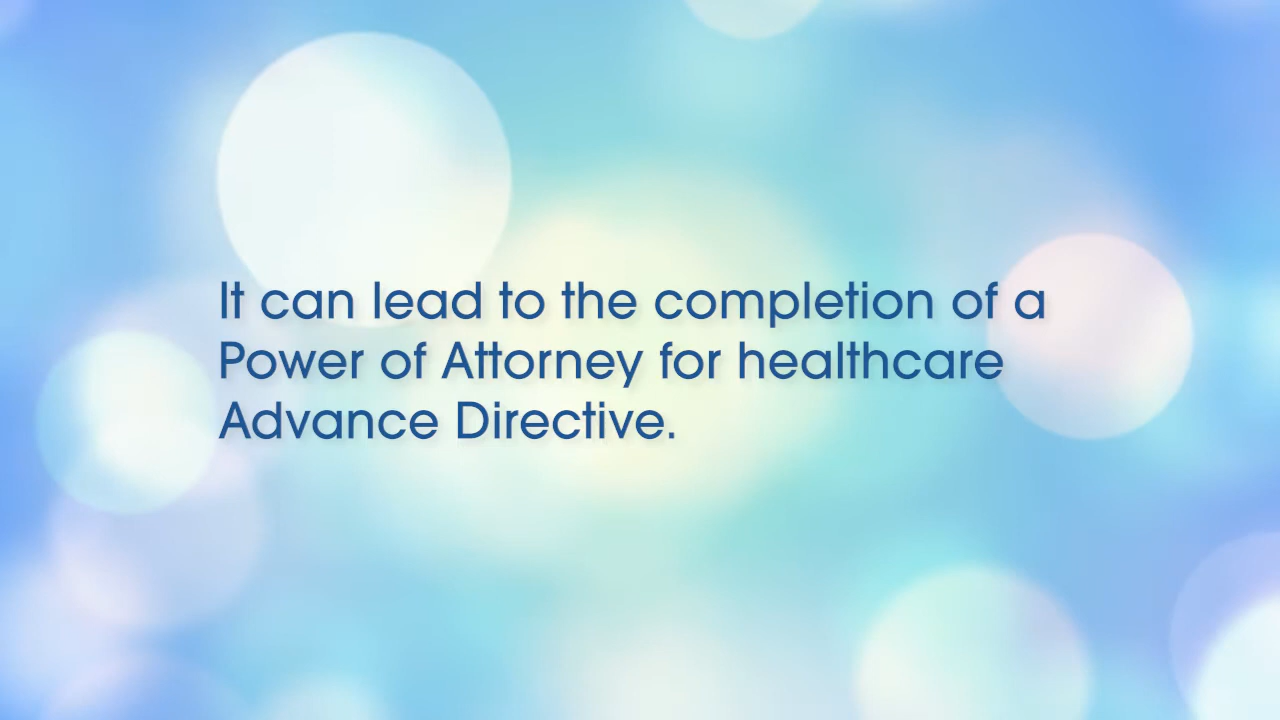 It can lead to the completion of a
Power of Attorney for healthcare
Advance Directive.